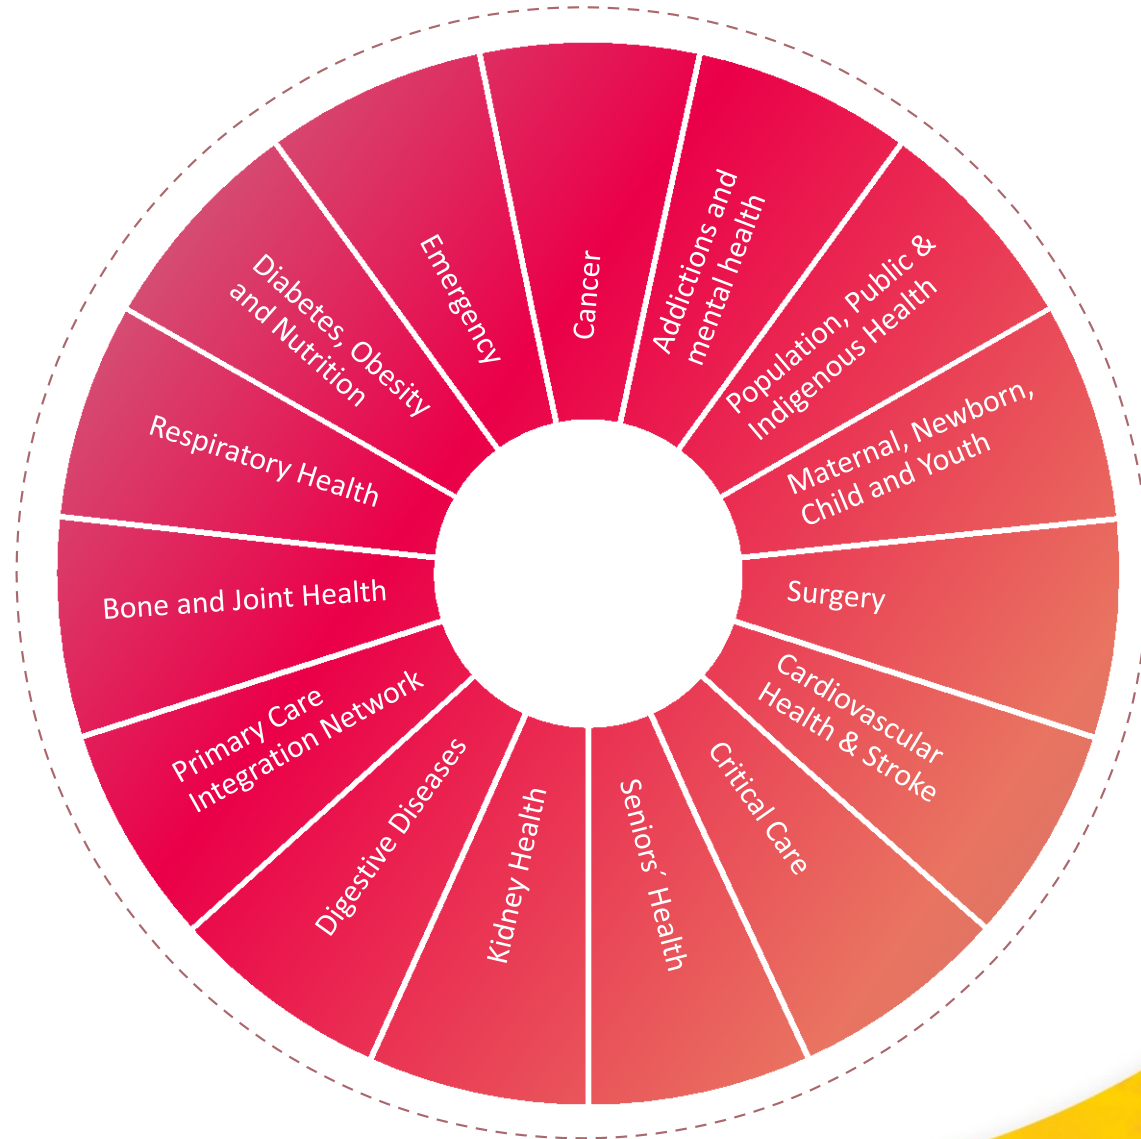 Cancer
Addictions and
mental health
Population, Public &
Indigenous Health
Maternal, Newborn,
Child and Youth
Surgery
Cardiovascular
Health & Stroke
Critical Care
Seniors´ Health
Kidney Health
Digestive Diseases
Primary Care
Integration Network
Bone and Joint Health
Respiratory Health
Diabetes, Obesity
and Nutrition
Emergency